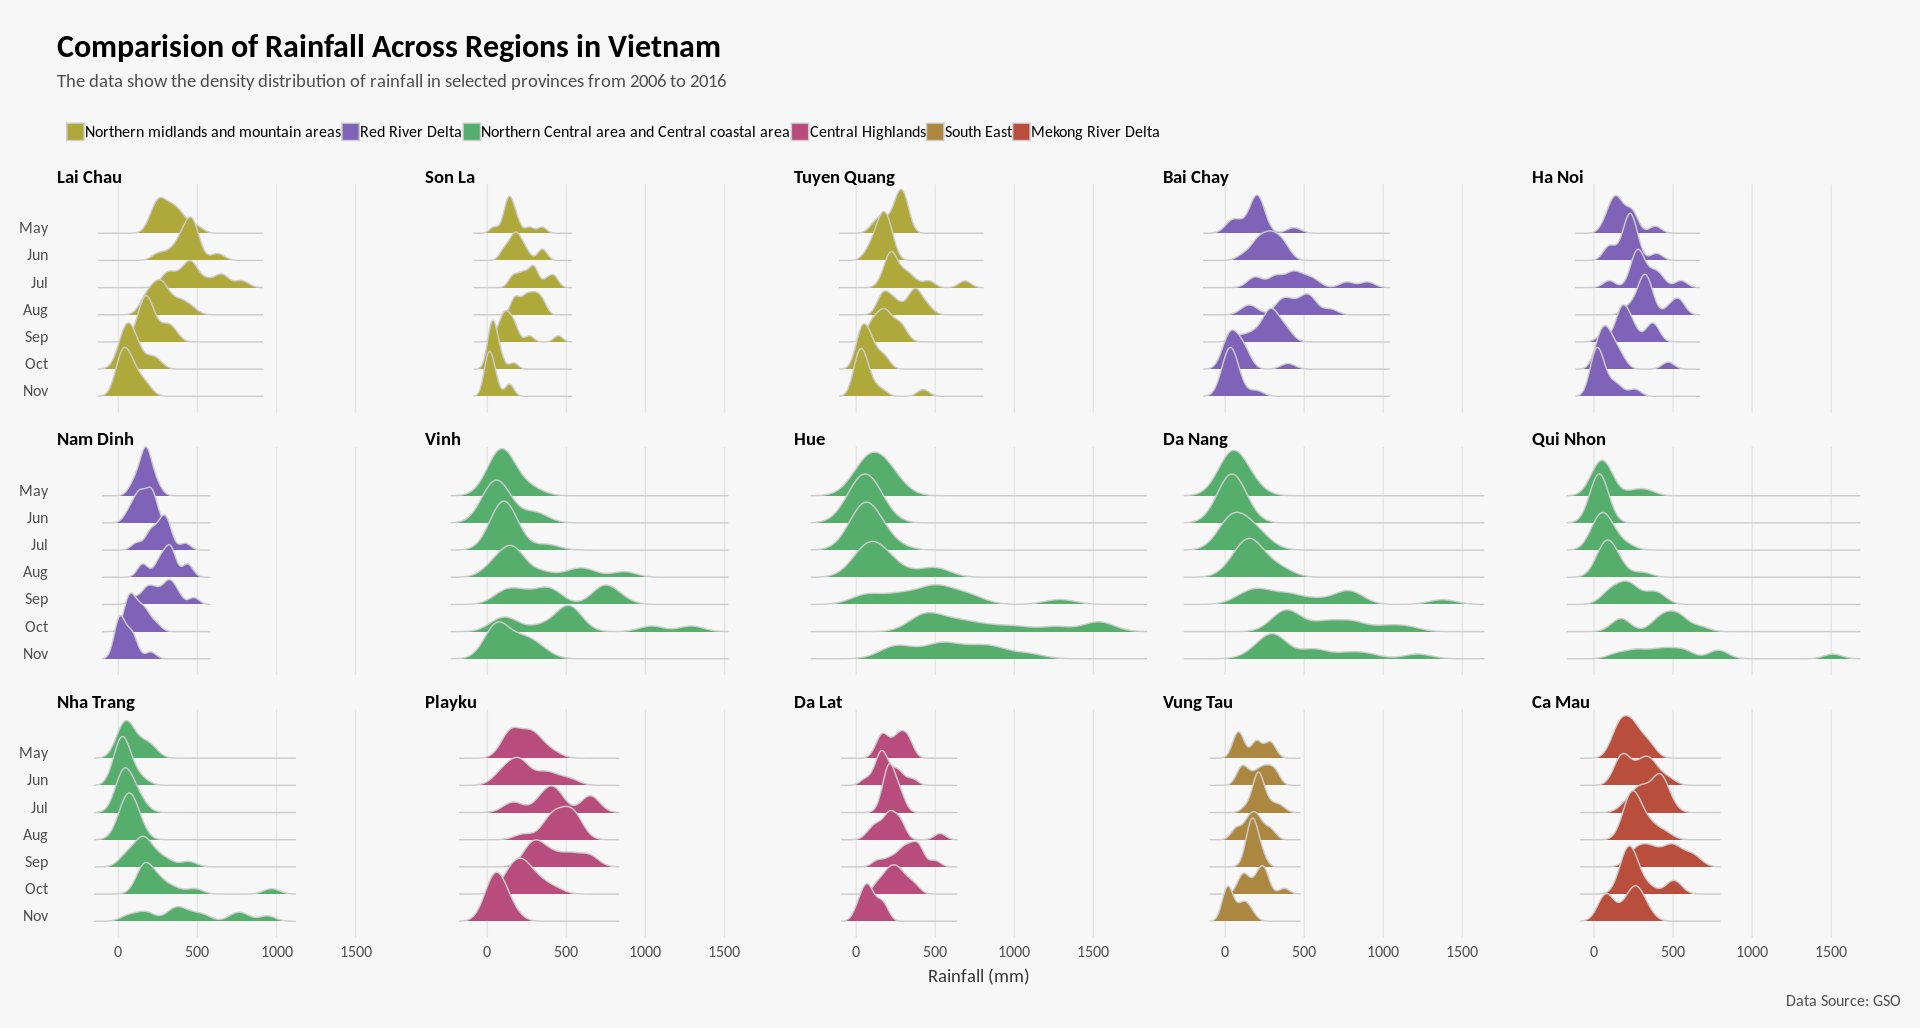 Comparision of Rainfall Across Regions in Vietnam
The data show the density distribution of rainfall in selected provinces from 2006 to 2016
Northern midlands and mountain areas Red River Delta Northern Central area and Central coastal area Central Highlands South East Mekong River Delta
Lai Chau Son La Tuyen Quang Bai Chay Ha Noi
May
Jun
Jul
Aug
Sep
Oct
Nov
Nam Dinh Vinh Hue Da Nang Qui Nhon
May
Jun
Jul
Aug
Sep
Oct
Nov
Nha Trang Playku Da Lat Vung Tau Ca Mau
May
Jun
Jul
Aug
Sep
Oct
Nov
0 500 1000 1500 0 500 1000 1500 0 500 1000 1500 0 500 1000 1500 0 500 1000 1500
Rainfall (mm)
Data Source: GSO